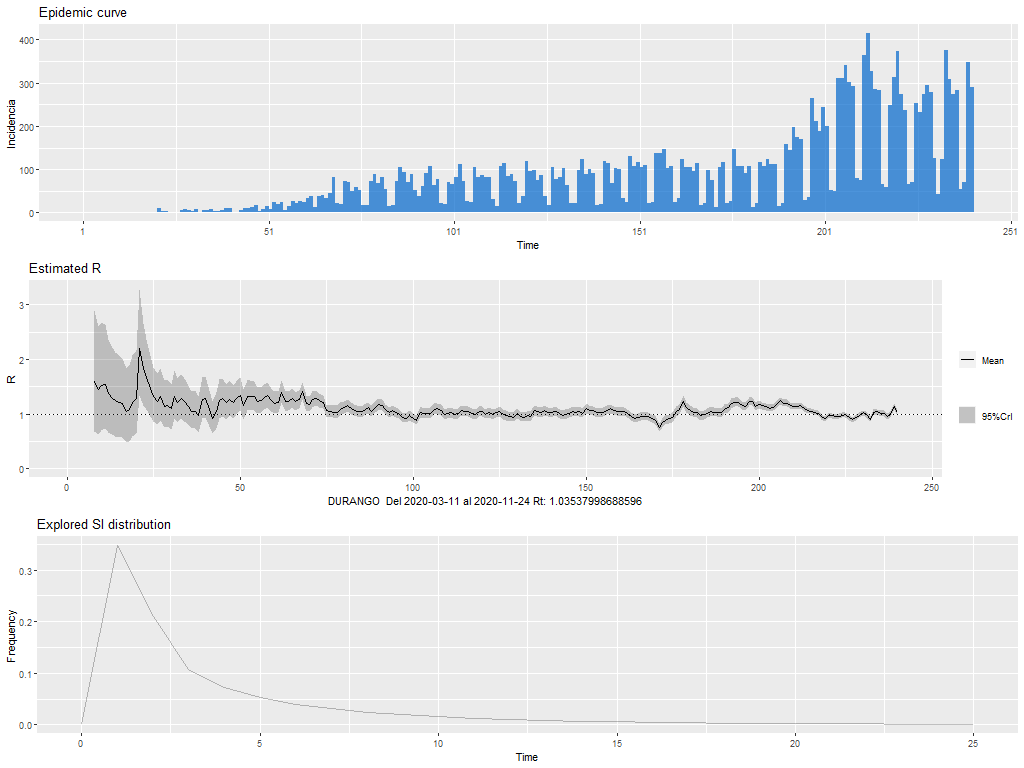 Epidemic curve
400
300
200
100
0
Incidencia
1 51 101 151 201 251
Time
Estimated R
3
2
1
0
R
Mean
95%CrI
0 50 100 150 200 250
DURANGO Del 2020-03-11 al 2020-11-24 Rt: 1.03537998688596
Explored SI distribution
0.3
0.2
0.1
0.0
Frequency
0 5 10 15 20 25
Time